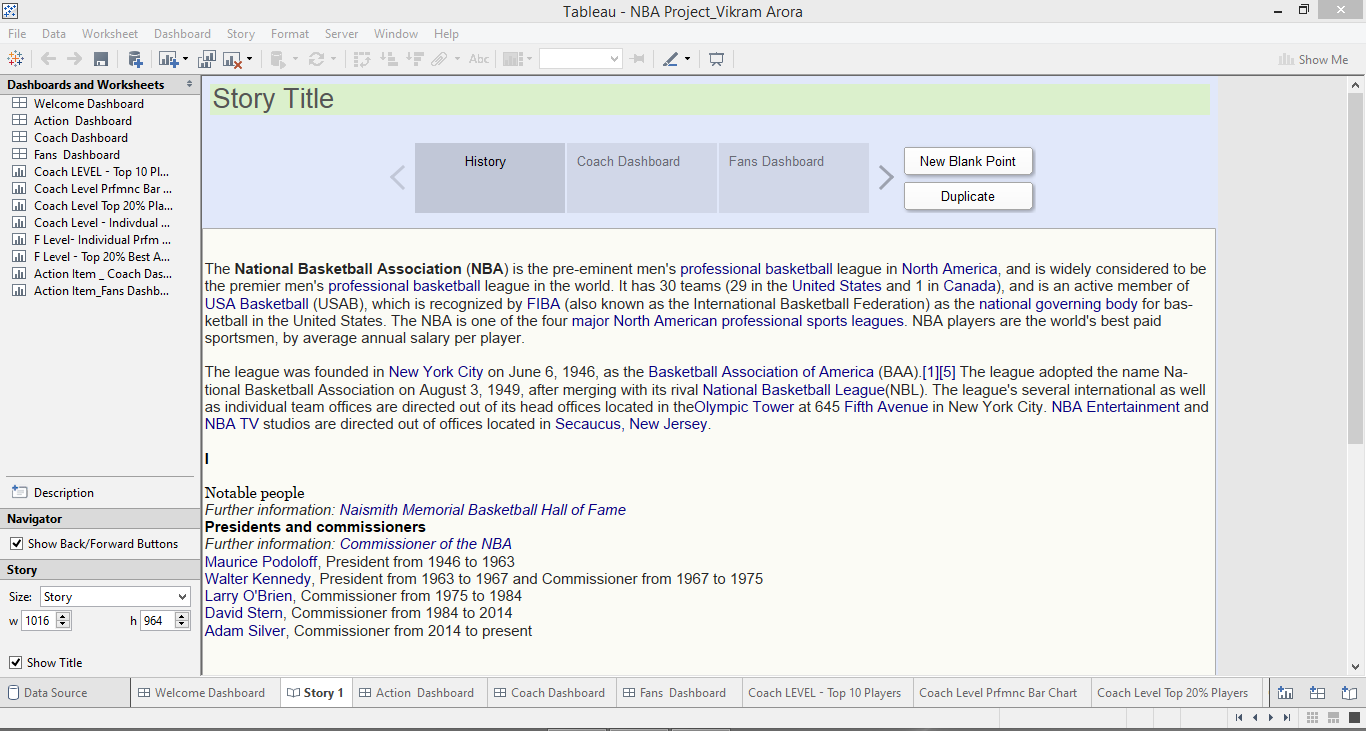 Tableau - NBA Project_Vikram Arora
File Data Worksheet Dashboard Story Format Server Window Help
Abc
Show Me
Dashboards and Worksheets
Welcome Dashboard
Action  Dashboard
Coach Dashboard
Fans  Dashboard
Coach LEVEL - Top 10 Pl...
Coach Level Prfmnc Bar ...
Coach Level Top 20% Pla...
Coach Level - Indivdual ...
F Level- Individual Prfm ...
F Level - Top 20% Best A...
Action Item _ Coach Das...
Action Item_Fans Dashb...
Description
Navigator
Show Back/Forward Buttons
Story
Size: Story
w 1016 h 964
Show Title
Story Title
History
Coach Dashboard
Fans Dashboard
New Blank Point
Duplicate
The National Basketball Association (NBA) is the pre-eminent men's professional basketball league in North America, and is widely considered to be
the premier men's professional basketball league in the world. It has 30 teams (29 in the United States and 1 in Canada), and is an active member of
USA Basketball (USAB), which is recognized by FIBA (also known as the International Basketball Federation) as the national governing body for bas-
ketball in the United States. The NBA is one of the four major North American professional sports leagues. NBA players are the world's best paid
sportsmen, by average annual salary per player.
The league was founded in New York City on June 6, 1946, as the Basketball Association of America (BAA).[1][5] The league adopted the name Na-
tional Basketball Association on August 3, 1949, after merging with its rival National Basketball League(NBL). The league's several international as well
as individual team offices are directed out of its head offices located in theOlympic Tower at 645 Fifth Avenue in New York City. NBA Entertainment and
NBA TV studios are directed out of offices located in Secaucus, New Jersey.
I
Notable people
Further information: Naismith Memorial Basketball Hall of Fame
Presidents and commissioners
Further information: Commissioner of the NBA
Maurice Podoloff, President from 1946 to 1963
Walter Kennedy, President from 1963 to 1967 and Commissioner from 1967 to 1975
Larry O'Brien, Commissioner from 1975 to 1984
David Stern, Commissioner from 1984 to 2014
Adam Silver, Commissioner from 2014 to present
Data Source
Welcome Dashboard
Story 1
Action  Dashboard
Coach Dashboard
Fans  Dashboard
Coach LEVEL - Top 10 Players
Coach Level Prfmnc Bar Chart
Coach Level Top 20% Players